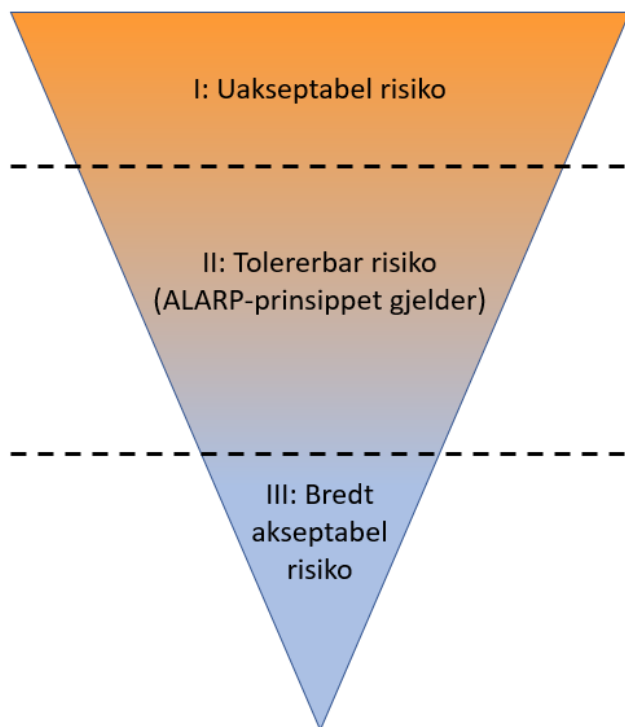 I: Uakseptabel risiko
II: Tolererbar risiko
(ALARP-prinsippet gjelder)
III: Bredt
akseptabel
risiko